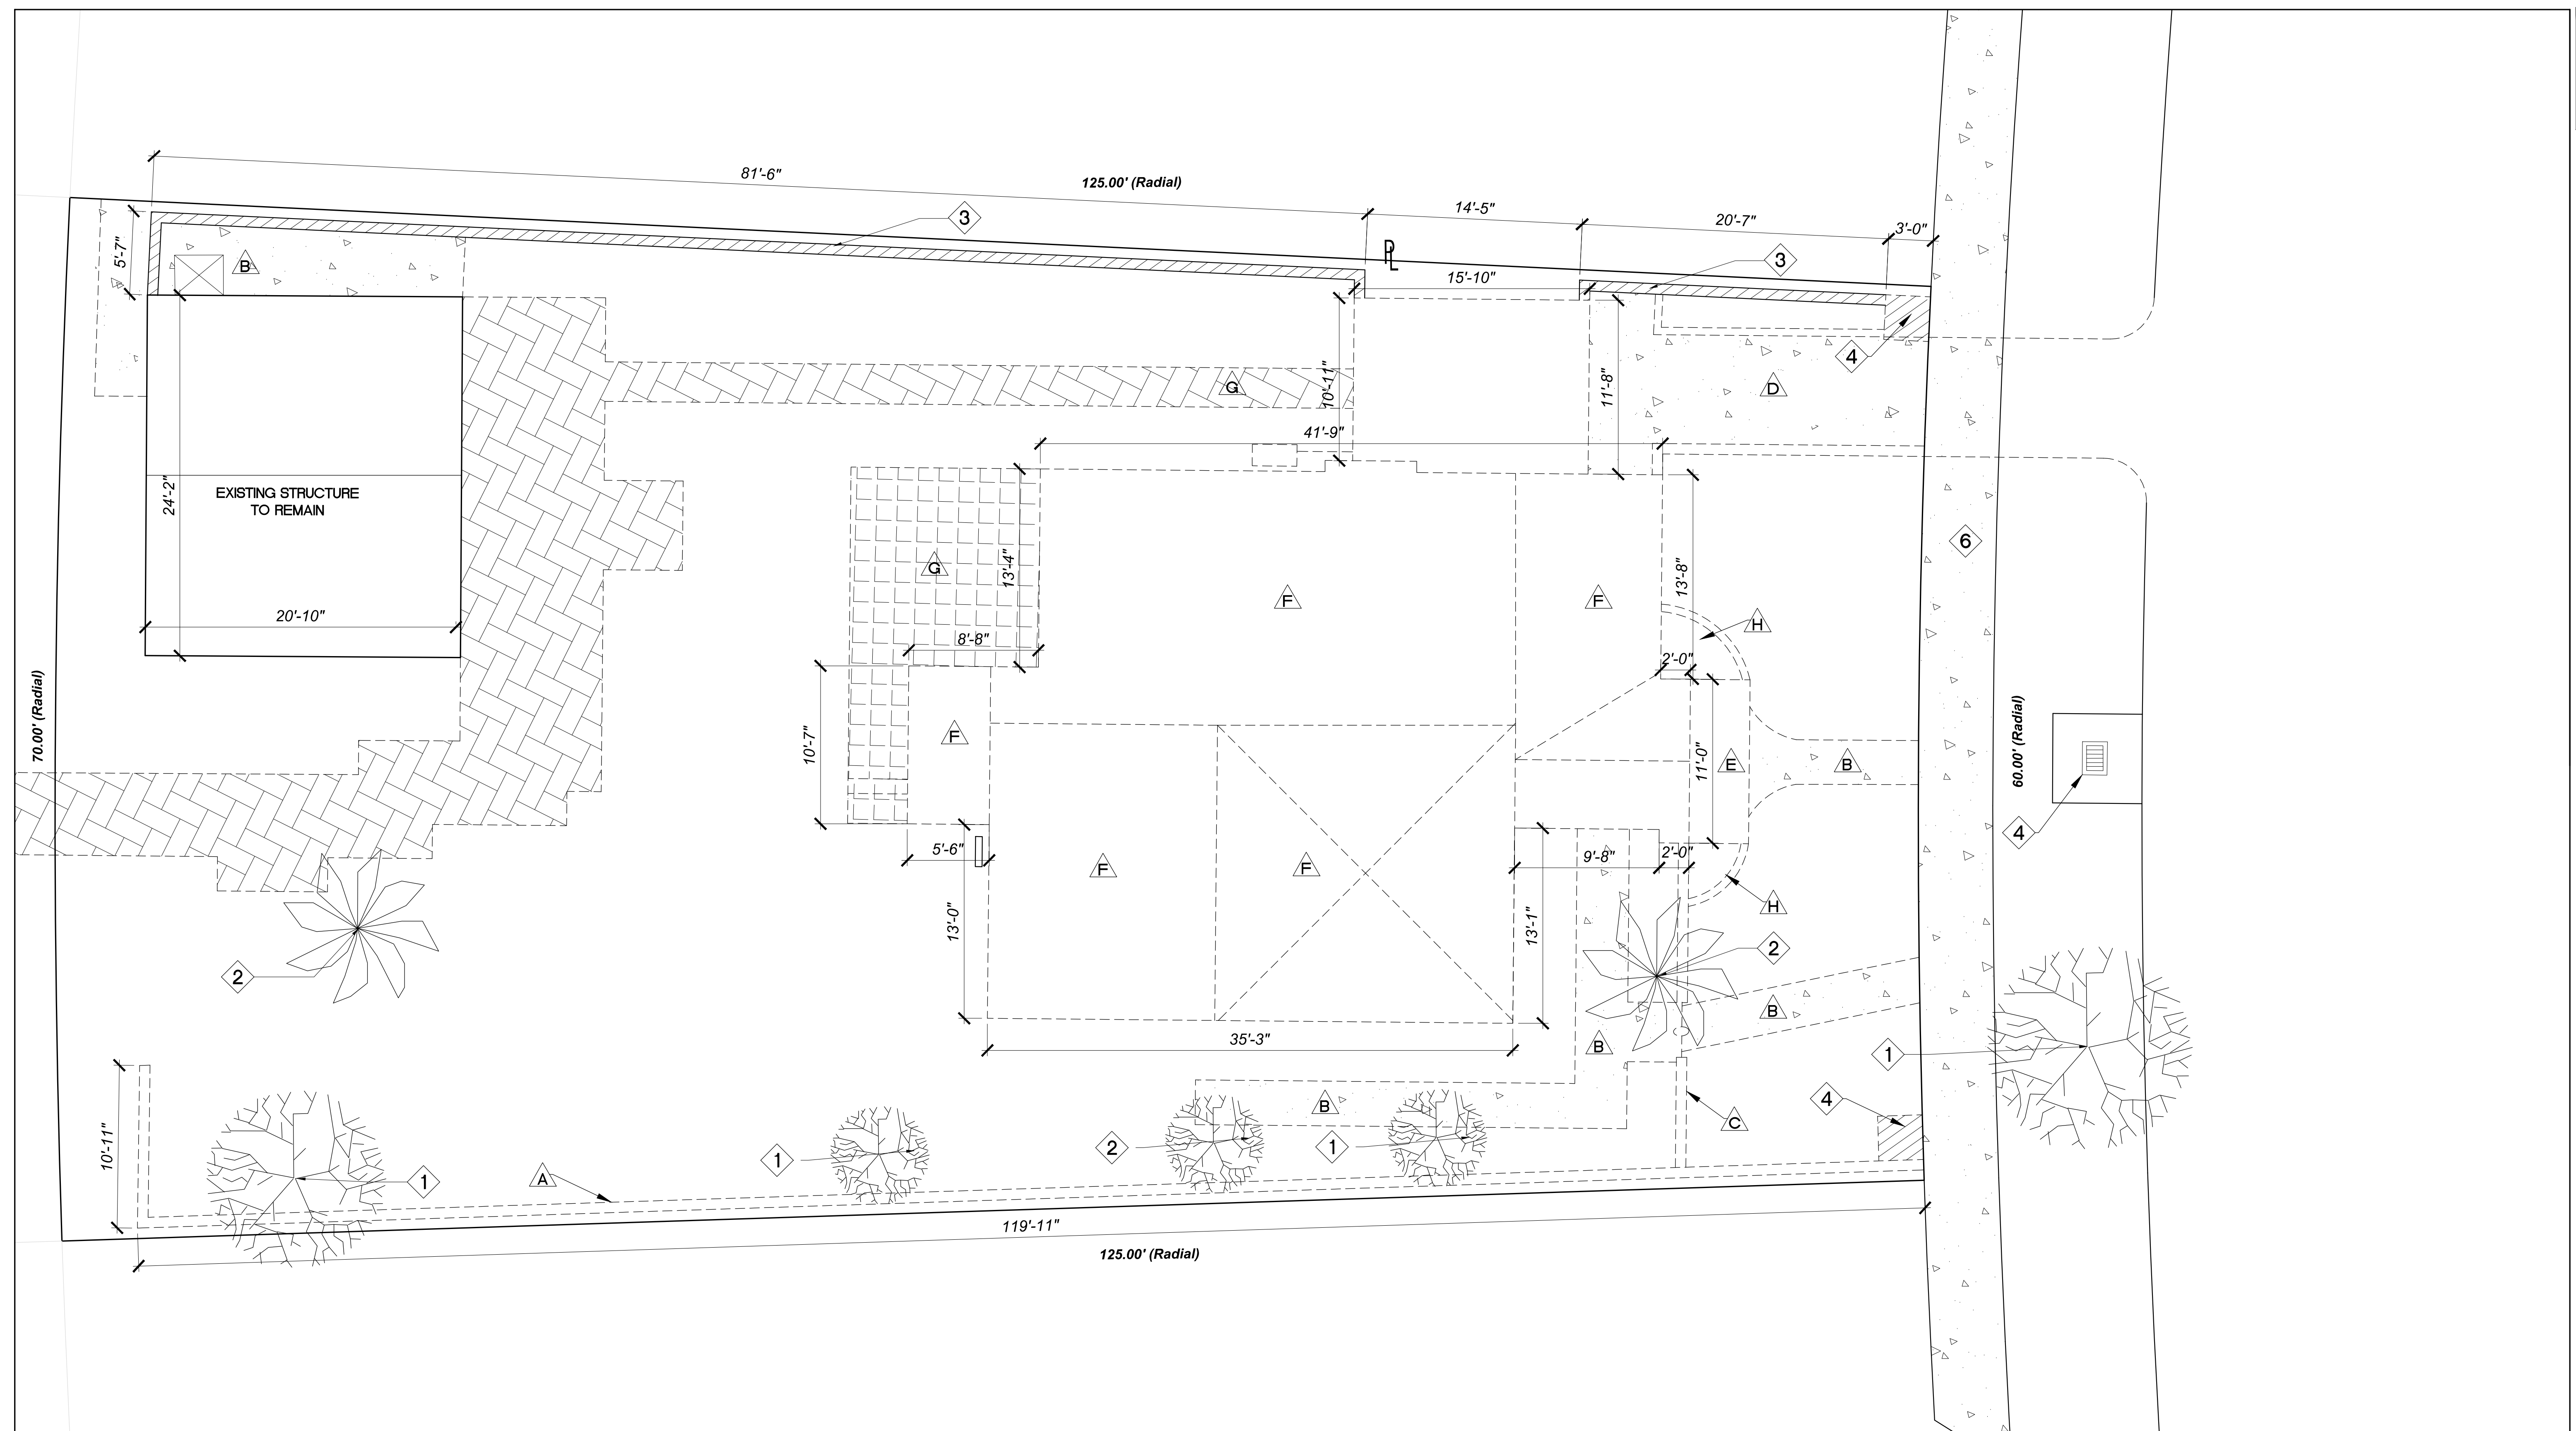 81'-6"
125.00' (Radial)
14'-5"
20'-7"
3'-0"
3
5'-7"
B
PL
3
15'-10"
4
G
10'-11"
11'-8"
D
41'-9"
EXISTING STRUCTURE
TO REMAIN
24'-2"
6
G
13'-4"
F
F
13'-8"
20'-10"
H
8'-8"
2'-0"
70.00' (Radial)
10'-7"
F
11'-0"
E
B
60.00' (Radial)
4
5'-6"
F
F
9'-8"
2'-0"
H
13'-0"
13'-1"
2
2
B
35'-3"
B
1
B
4
C
10'-11"
1
2
1
A
1
119'-11"
125.00' (Radial)